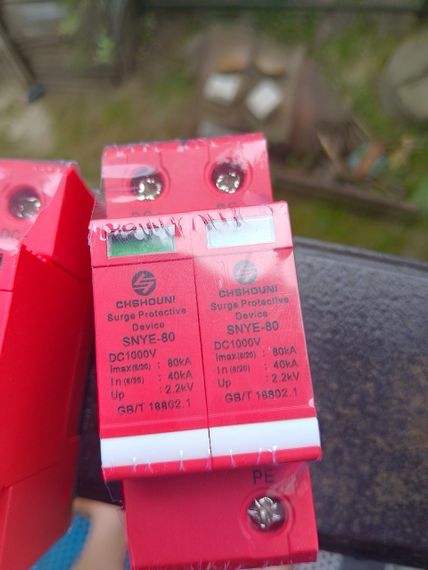 CHSHOUNI
Surge Protective
Device
SNYE-80
DC1000V
Imax(8/20) : 80kA
In (8/20) : 40kA
Up : 2.2kV
GB/T 18802.1
CHSHOUNI
Surge Protective
Device
SNYE-80
DC1000V
Imax(8/20) : 80kA
In (8/20) : 40kA
Up : 2.2kV
GB/T 18802.1
PE